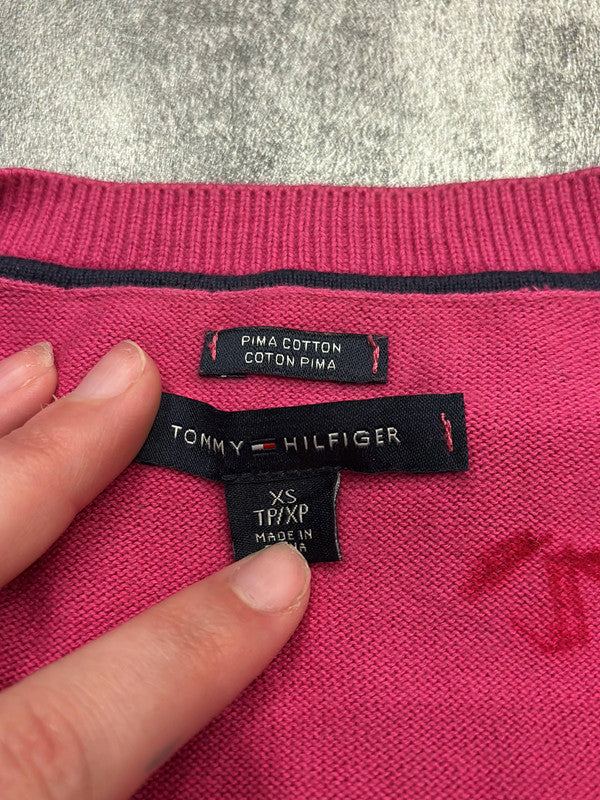 PIMA COTTON
COTON PIMA
TOMMY HILFIGER
XS
TP/XP
MADE IN